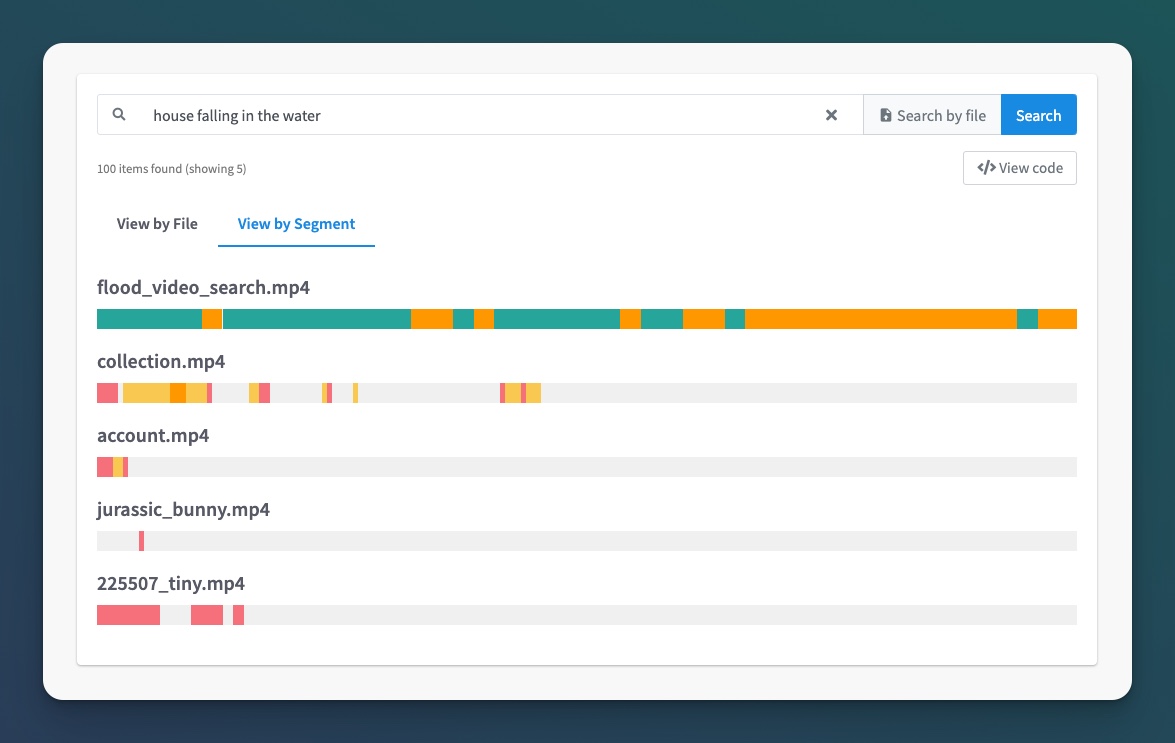 house falling in the water
Search by file
Search
100 items found (showing 5)
</> View code
View by File
View by Segment
flood_video_search.mp4
collection.mp4
account.mp4
jurassic_bunny.mp4
225507_tiny.mp4